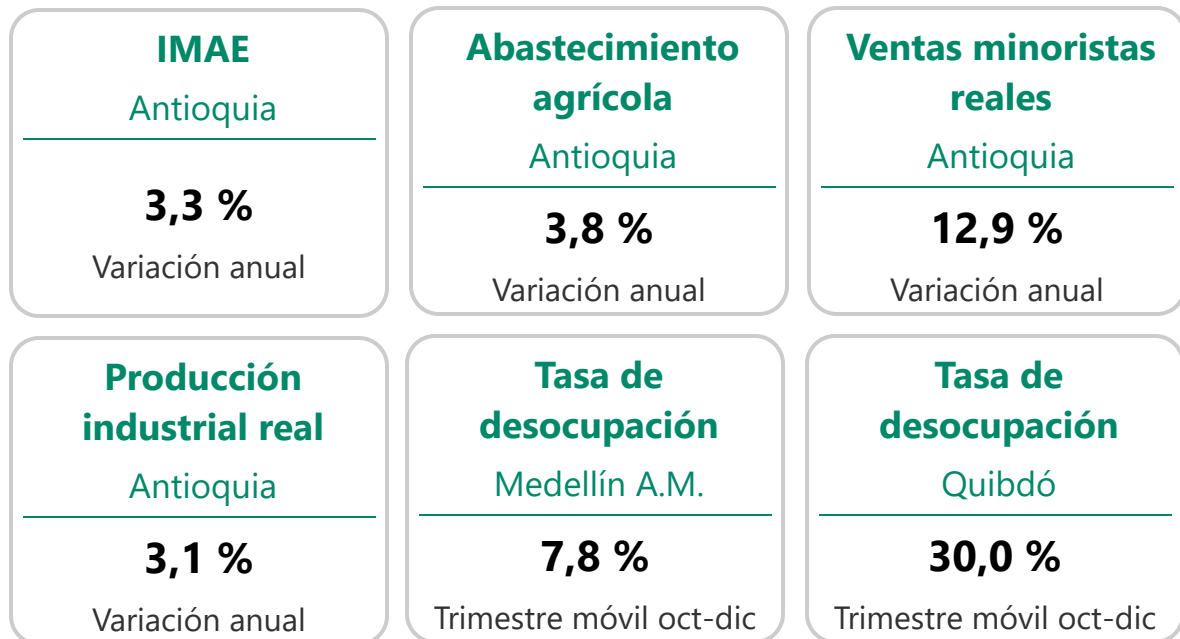 IMAE
Antioquia
3,3 %
Variación anual
Abastecimiento
agrícola
Antioquia
3,8 %
Variación anual
Ventas minoristas
reales
Antioquia
12,9 %
Variación anual
Producción
industrial real
Antioquia
3,1 %
Variación anual
Tasa de
desocupación
Medellín A.M.
7,8 %
Trimestre móvil oct-dic
Tasa de
desocupación
Quibdó
30,0 %
Trimestre móvil oct-dic